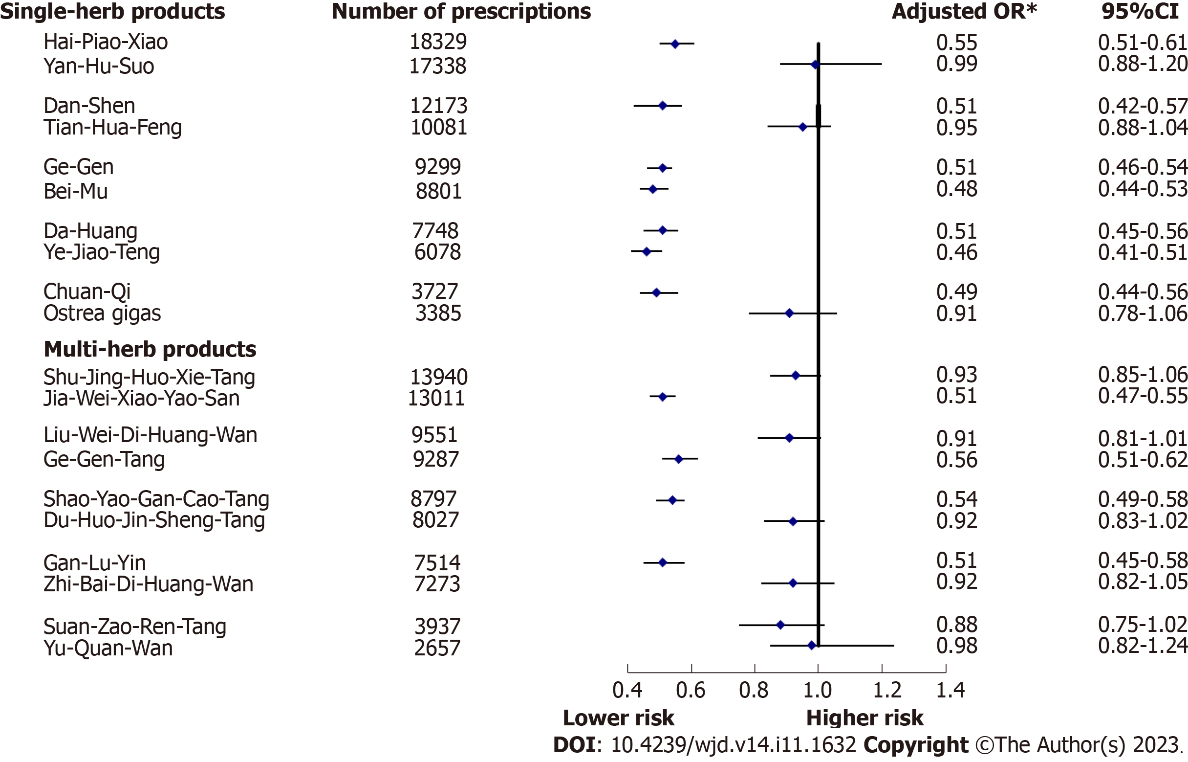 Single-herb products Number of prescriptions Adjusted OR* 95%CI
Hai-Piao-Xiao 18329 0.55 0.51-0.61
Yan-Hu-Suo 17338 0.99 0.88-1.20
Dan-Shen 12173 0.51 0.42-0.57
Tian-Hua-Feng 10081 0.95 0.88-1.04
Ge-Gen 9299 0.51 0.46-0.54
Bei-Mu 8801 0.48 0.44-0.53
Da-Huang 7748 0.51 0.45-0.56
Ye-Jiao-Teng 6078 0.46 0.41-0.51
Chuan-Qi 3727 0.49 0.44-0.56
Ostrea gigas 3385 0.91 0.78-1.06
Multi-herb products
Shu-Jing-Huo-Xie-Tang 13940 0.93 0.85-1.06
Jia-Wei-Xiao-Yao-San 13011 0.51 0.47-0.55
Liu-Wei-Di-Huang-Wan 9551 0.91 0.81-1.01
Ge-Gen-Tang 9287 0.56 0.51-0.62
Shao-Yao-Gan-Cao-Tang 8797 0.54 0.49-0.58
Du-Huo-Jin-Sheng-Tang 8027 0.92 0.83-1.02
Gan-Lu-Yin 7514 0.51 0.45-0.58
Zhi-Bai-Di-Huang-Wan 7273 0.92 0.82-1.05
Suan-Zao-Ren-Tang 3937 0.88 0.75-1.02
Yu-Quan-Wan 2657 0.98 0.82-1.24
0.4 0.6 0.8 1.0 1.2 1.4
Lower risk Higher risk
DOI: 10.4239/wjd.v14.i11.1632 Copyright ©The Author(s) 2023.